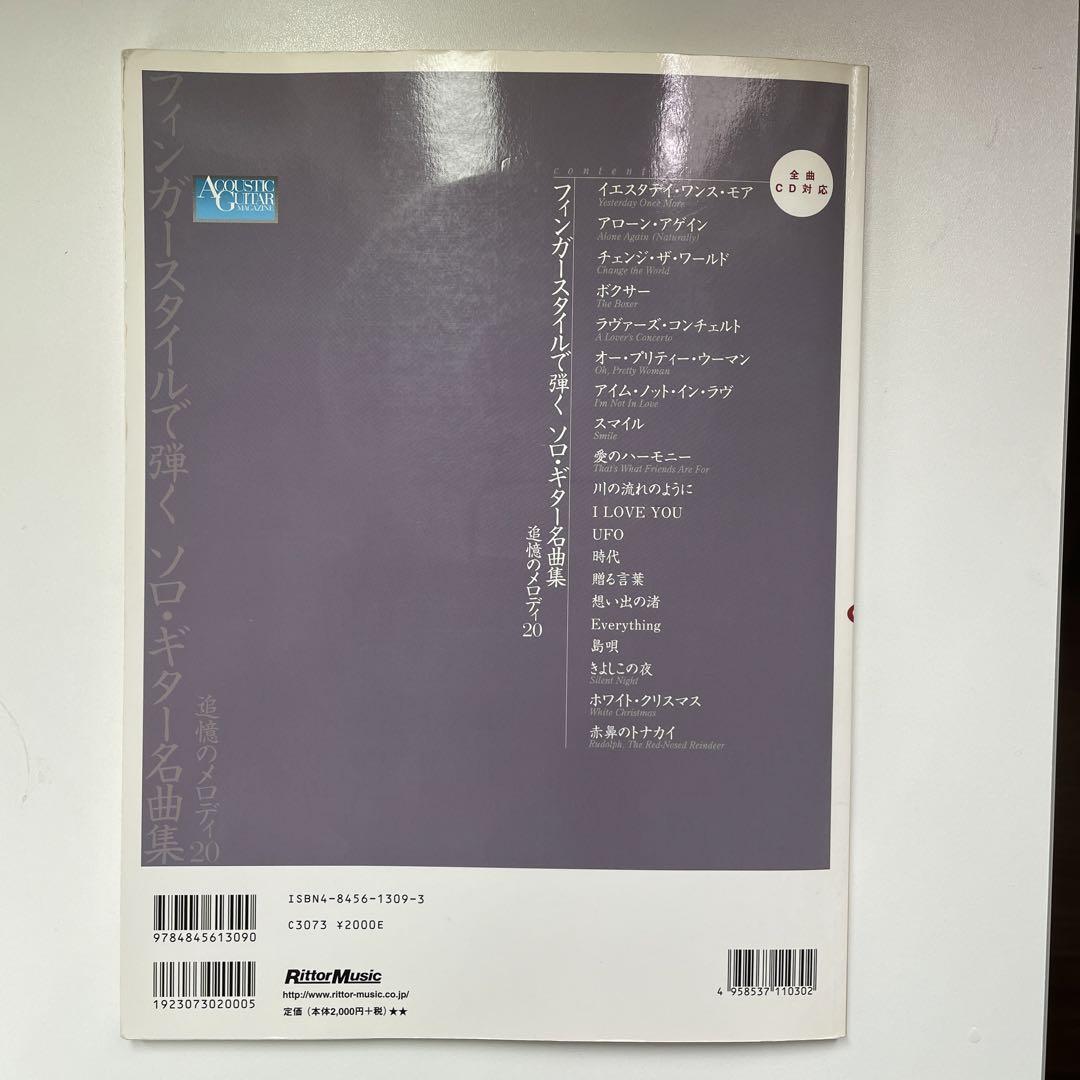 フィンガースタイルで弾く ソロ・ギター名曲集
追憶のメロディ20
ACOUSTIC
GUITAR
MAGAZINE
全曲
CD対応
content
フィンガースタイルで弾く ソロ・ギター名曲集
追憶のメロディ20
イエスタデイ・ワンス・モア
Yesterday Once More
アローン・アゲイン
Alone Again (Naturally)
チェンジ・ザ・ワールド
Change the World
ボクサー
The Boxer
ラヴァーズ・コンチェルト
A Lover's Concerto
オー・プリティー・ウーマン
Oh, Pretty Woman
アイム・ノット・イン・ラヴ
I'm Not In Love
スマイル
Smile
愛のハーモニー
That's What Friends Are For
川の流れのように
I LOVE YOU
UFO
時代
贈る言葉
想い出の渚
Everything
島唄
きよしこの夜
Silent Night
ホワイト・クリスマス
White Christmas
赤鼻のトナカイ
Rudolph, The Red-Nosed Reindeer
9784845613090
ISBN4-8456-1309-3
C3073 ¥2000E
1923073020005
RittorMusic
http://www.rittor-music.co.jp/
定価(本体2,000円+税)★★
4 958537 110302